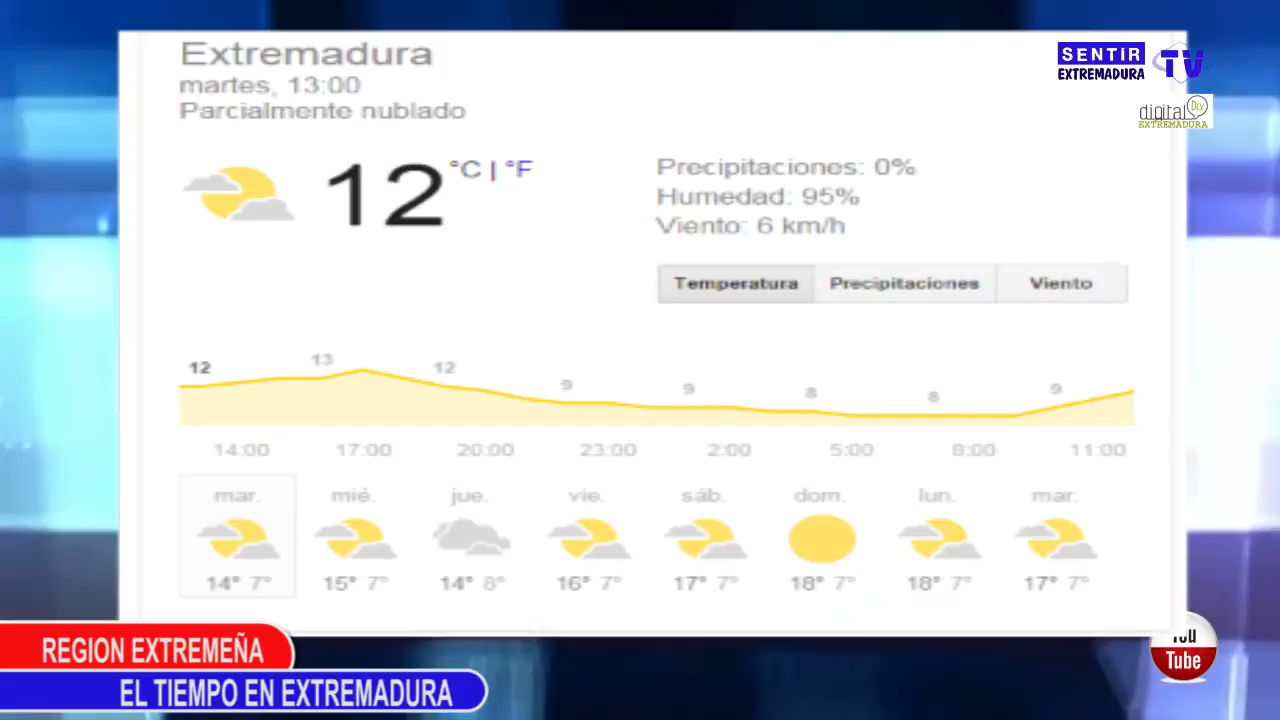 Extremadura
martes, 13:00
Parcialmente nublado
SENTIR
EXTREMADURA
TV
digital Dtv
EXTREMADURA
12 °C | °F
Precipitaciones: 0%
Humedad: 95%
Viento: 6 km/h
Temperatura Precipitaciones Viento
12 13 12 9 9 8 8 9
14:00 17:00 20:00 23:00 2:00 5:00 8:00 11:00
mar. mié. jue. vie. sáb. dom. lun. mar.
14° 7° 15° 7° 14° 8° 16° 7° 17° 7° 18° 7° 18° 7° 17° 7°
REGION EXTREMEÑA
EL TIEMPO EN EXTREMADURA
You
Tube